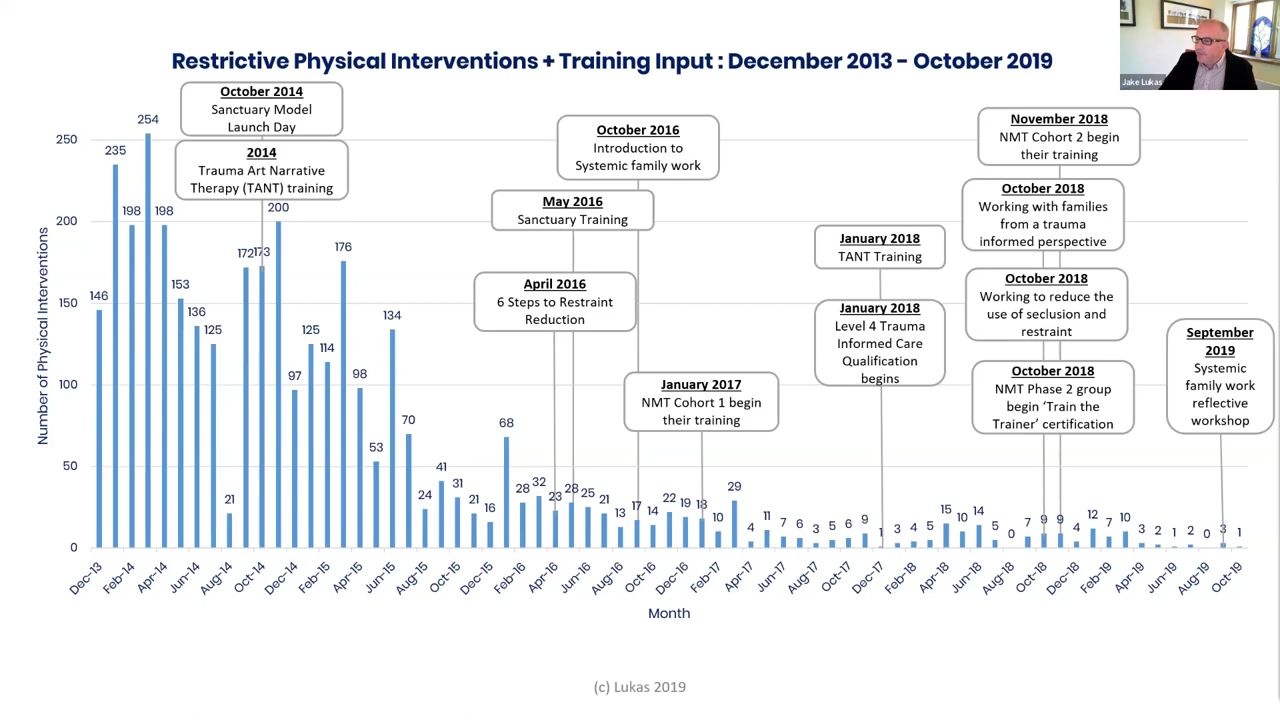 Restrictive Physical Interventions + Training Input : December 2013 - October 2019
Jake Lukas
October 2014
Sanctuary Model
Launch Day
2014
Trauma Art Narrative
Therapy (TANT) training
October 2016
Introduction to
Systemic family work
May 2016
Sanctuary Training
April 2016
6 Steps to Restraint
Reduction
January 2017
NMT Cohort 1 begin
their training
January 2018
TANT Training
January 2018
Level 4 Trauma
Informed Care
Qualification
begins
November 2018
NMT Cohort 2 begin
their training
October 2018
Working with families
from a trauma
informed perspective
October 2018
Working to reduce the
use of seclusion and
restraint
October 2018
NMT Phase 2 group
begin ‘Train the
Trainer’ certification
September
2019
Systemic
family work
reflective
workshop
Number of Physical Interventions
250
200
150
100
50
0
146 235 198 254 198 153 136 125 21 172 173 200 97 125 114 176 98 53 134 70 24 41 31 21 16 68 28 32 23 28 25 21 13 17 14 22 19 18 10 29 4 11 7 6 3 5 6 9 1 3 4 5 15 10 14 5 0 7 9 9 4 12 7 10 3 2 1 2 0 3 1
Dec-13 Feb-14 Apr-14 Jun-14 Aug-14 Oct-14 Dec-14 Feb-15 Apr-15 Jun-15 Aug-15 Oct-15 Dec-15 Feb-16 Apr-16 Jun-16 Aug-16 Oct-16 Dec-16 Feb-17 Apr-17 Jun-17 Aug-17 Oct-17 Dec-17 Feb-18 Apr-18 Jun-18 Aug-18 Oct-18 Dec-18 Feb-19 Apr-19 Jun-19 Aug-19 Oct-19
Month
(c) Lukas 2019